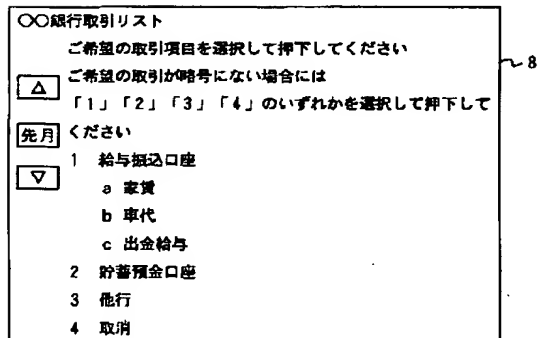 ○○銀行取引リスト
ご希望の取引項目を選択して押下してください
ご希望の取引が暗号にない場合には
△
「1」「2」「3」「4」のいずれかを選択して押下して
先月
ください
1 給与振込口座
▽
a 家賃
b 車代
c 出金給与
2 貯蓄預金口座
3 他行
4 取消
8